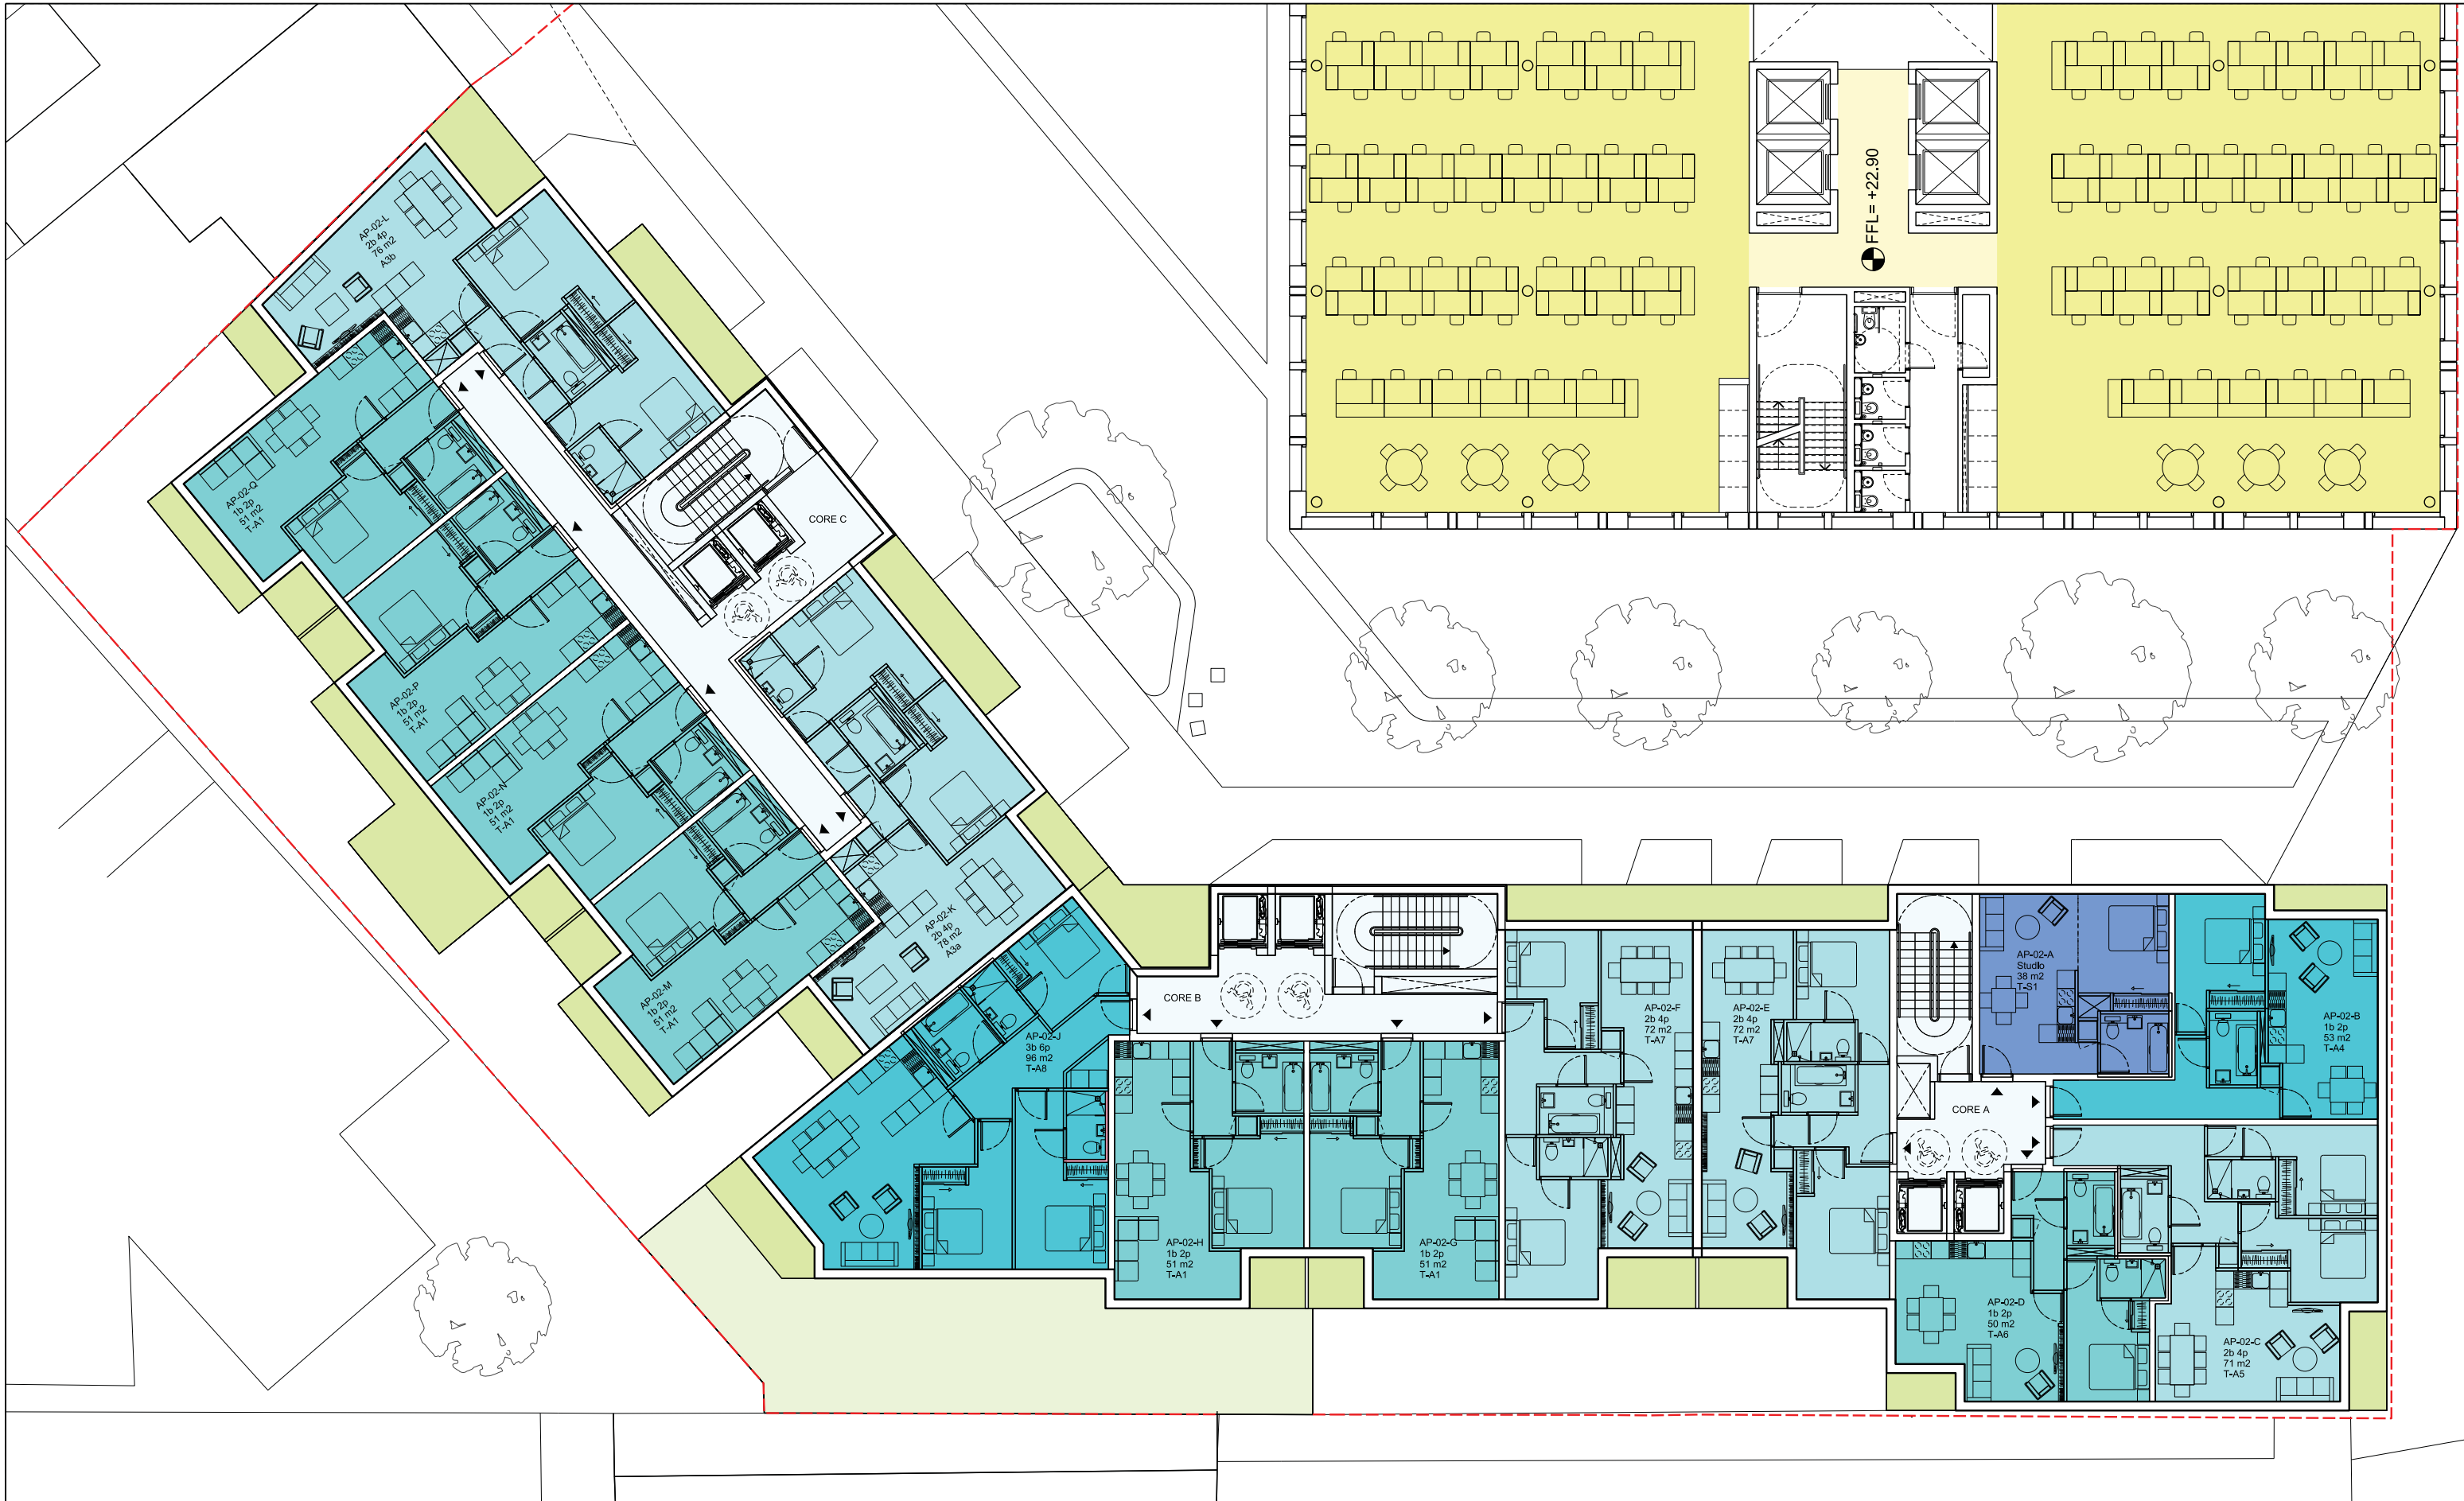 FFL= +22.90
AP-02-L
2b 4p
76 m2
A3b
AP-02-Q
1b 2p
51 m2
T-A1
CORE C
AP-02-P
1b 2p
51 m2
T-A1
AP-02-N
1b 2p
51 m2
T-A1
AP-02-M
1b 2p
51 m2
T-A1
AP-02-K
2b 4p
78 m2
A3a
CORE B
AP-02-J
3b 6p
96 m2
T-A8
AP-02-H
1b 2p
51 m2
T-A1
AP-02-G
1b 2p
51 m2
T-A1
AP-02-F
2b 4p
72 m2
T-A7
AP-02-E
2b 4p
72 m2
T-A7
AP-02-A
Studio
38 m2
T-S1
AP-02-B
1b 2p
53 m2
T-A4
CORE A
AP-02-D
1b 2p
50 m2
T-A6
AP-02-C
2b 4p
71 m2
T-A5